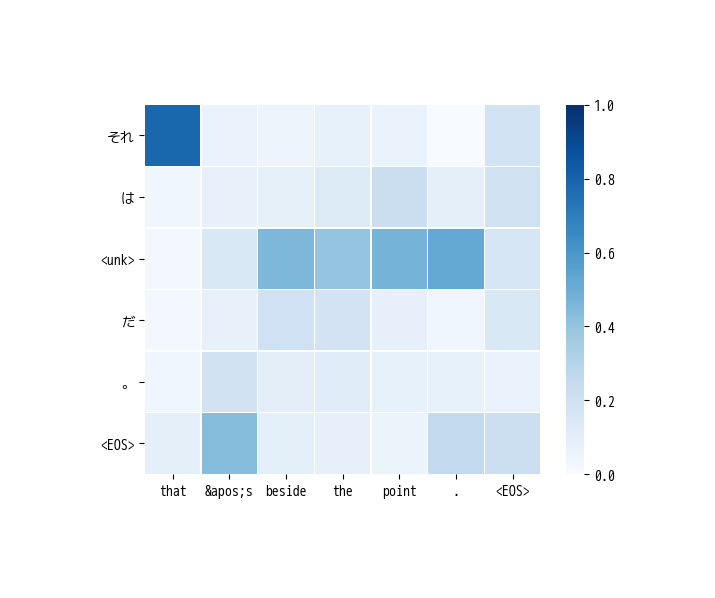 それ
は
<unk>
だ
。
<EOS>
that &apos;s beside the point . <EOS>
1.0
0.8
0.6
0.4
0.2
0.0